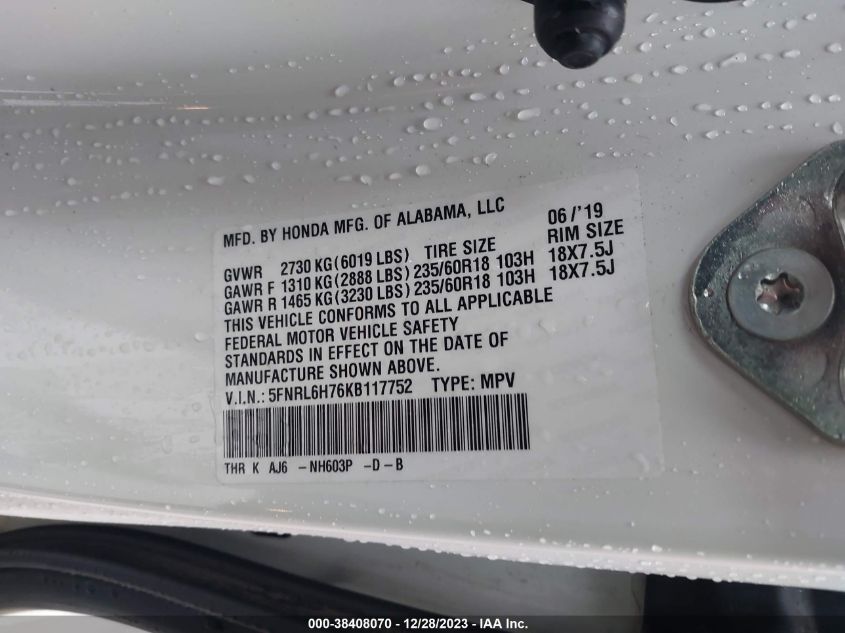 MFD. BY HONDA MFG. OF ALABAMA, LLC 06/'19
GVWR 2730 KG(6019 LBS) TIRE SIZE RIM SIZE
GAWR F 1310 KG(2888 LBS) 235/60R18 103H 18X7.5J
GAWR R 1465 KG(3230 LBS) 235/60R18 103H 18X7.5J
THIS VEHICLE CONFORMS TO ALL APPLICABLE
FEDERAL MOTOR VEHICLE SAFETY
STANDARDS IN EFFECT ON THE DATE OF
MANUFACTURE SHOWN ABOVE.
V.I.N.: 5FNRL6H76KB117752 TYPE: MPV
THR K AJ6 -NH603P -D-B
000-38408070 - 12/28/2023 - IAA Inc.